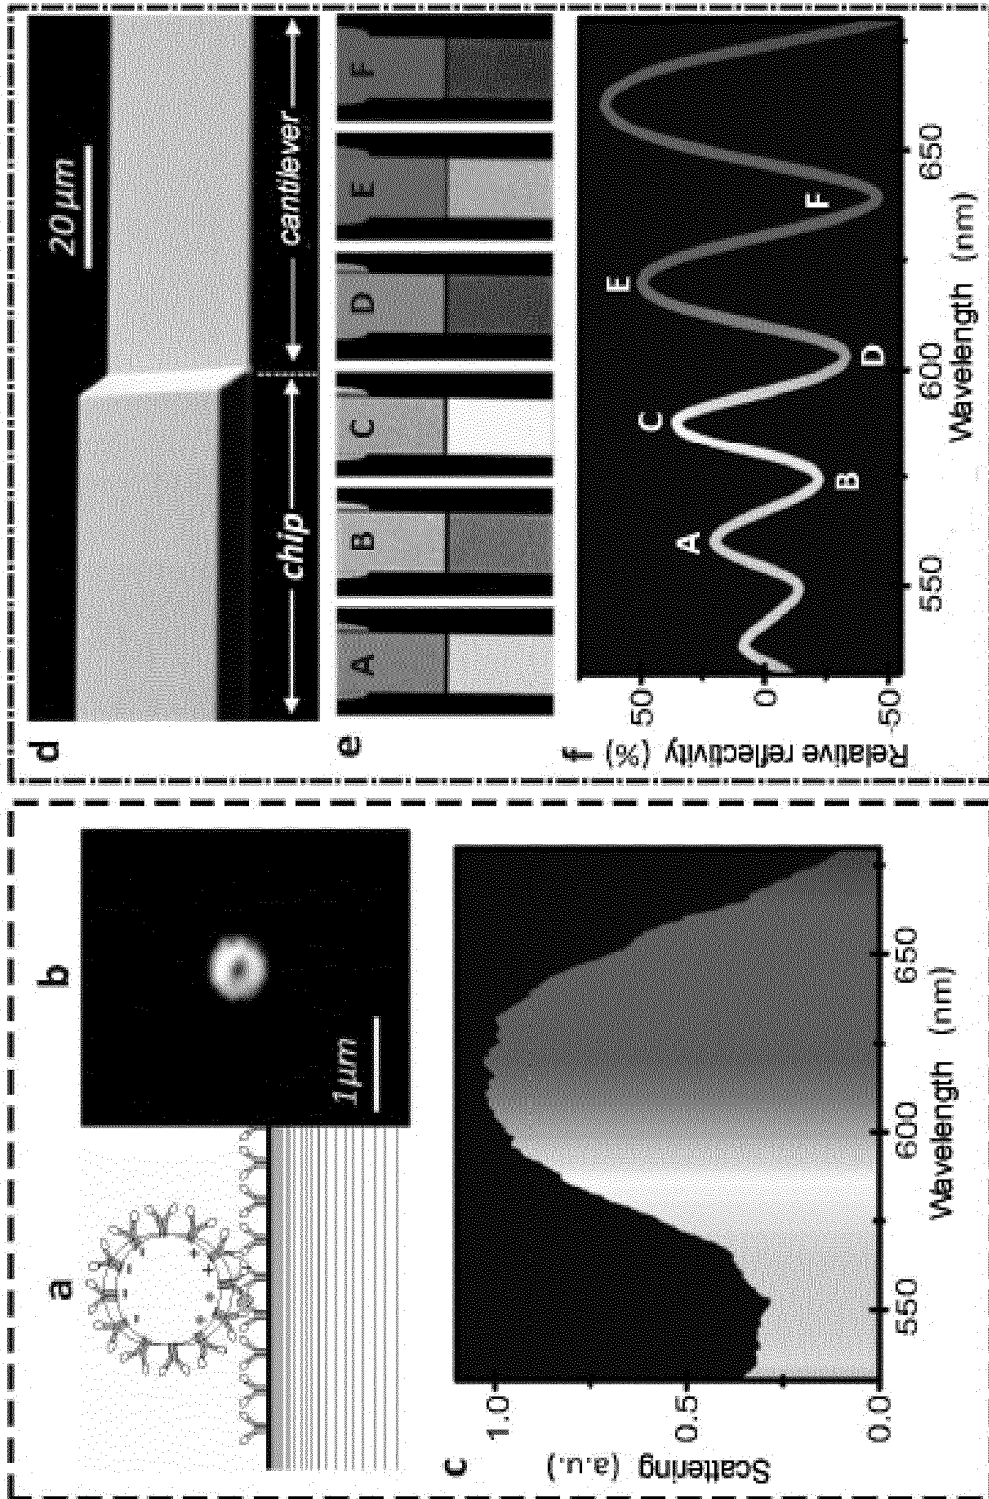 a
b
1 μm
c
Scattering (a.u.)
1.0
0.5
0.0
550
600
650
Wavelength (nm)
d
20 μm
chip
cantilever
e
A
B
C
D
E
F
f
Relative reflectivity (%)
50
0
-50
A
B
C
D
E
F
550
600
650
Wavelength (nm)